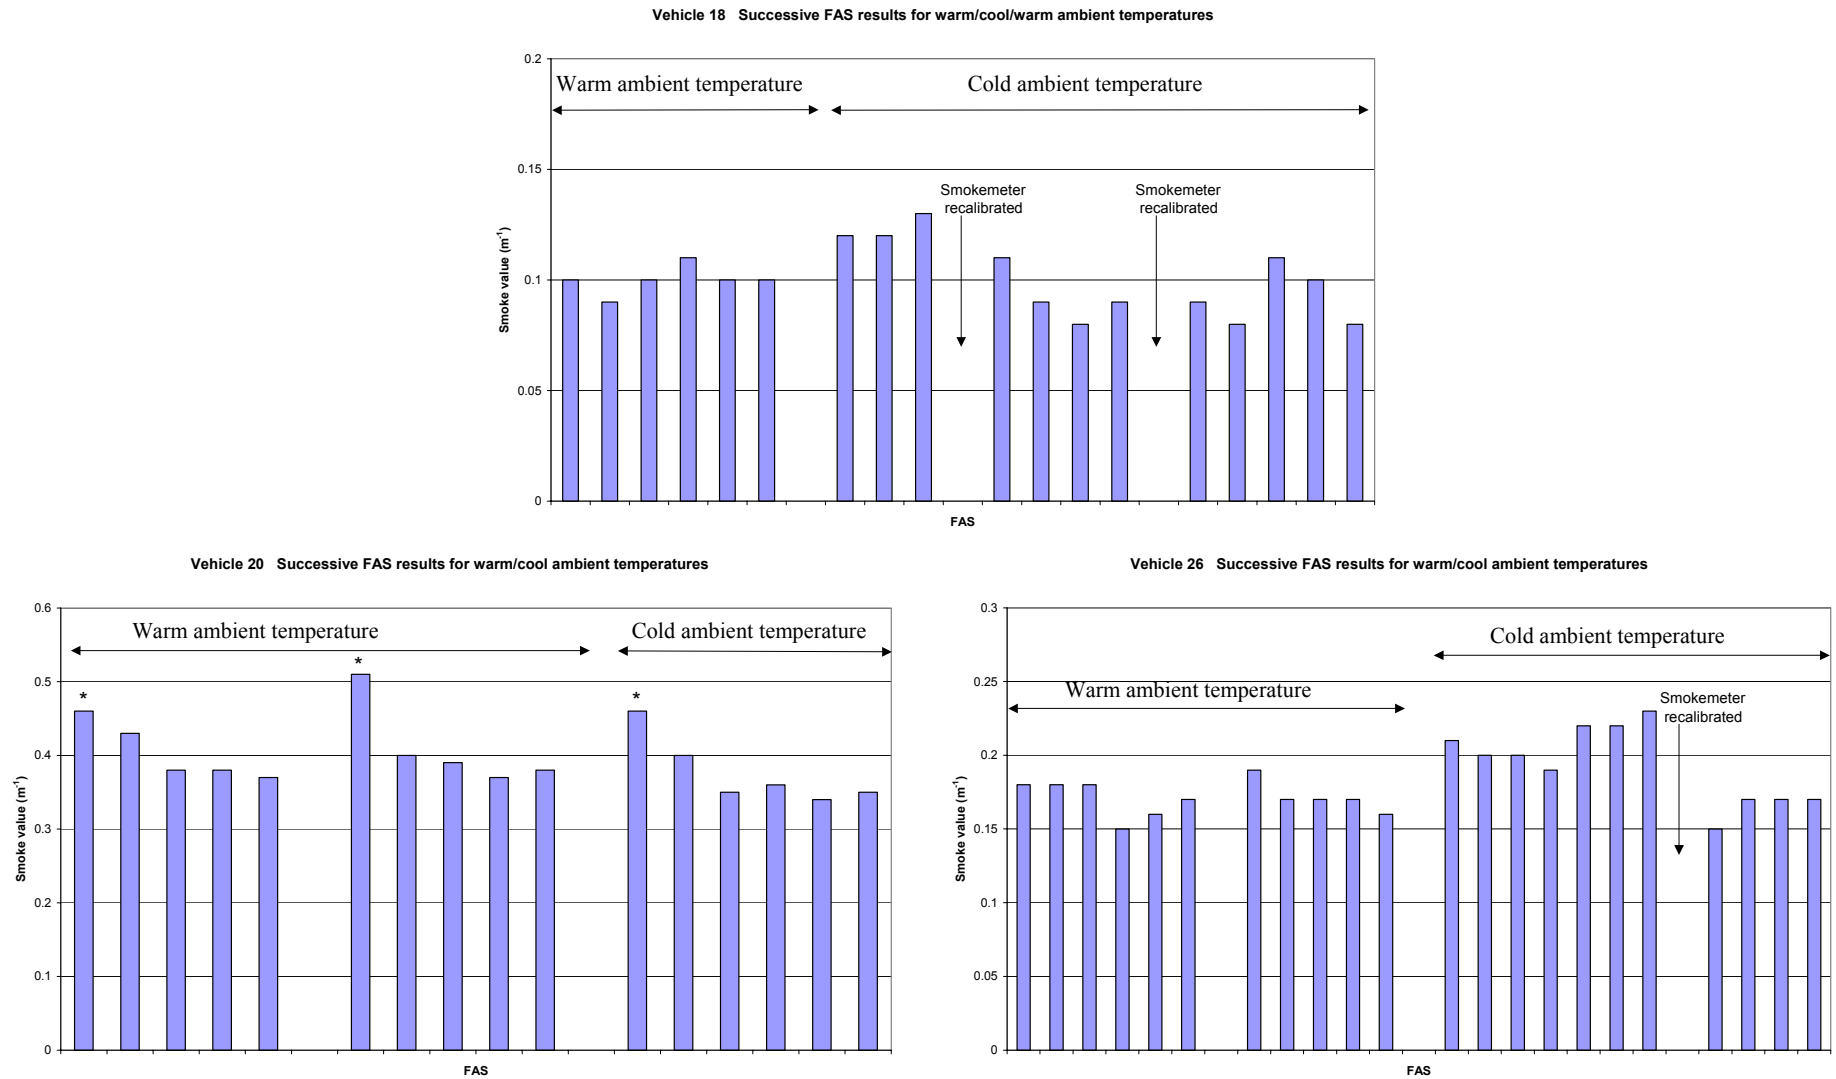 Vehicle 18   Successive FAS results for warm/cool/warm ambient temperatures
0.2
Warm ambient temperature
Cold ambient temperature
0.15
Smokemeter
recalibrated
Smokemeter
recalibrated
0.1
0.05
0
Smoke value (m-1)
FAS
Vehicle 20   Successive FAS results for warm/cool ambient temperatures
0.6
Warm ambient temperature
Cold ambient temperature
*
0.5
*
*
0.4
0.3
0.2
0.1
0
Smoke value (m-1)
FAS
Vehicle 26   Successive FAS results for warm/cool ambient temperatures
0.3
Cold ambient temperature
0.25
Warm ambient temperature
Smokemeter
recalibrated
0.2
0.15
0.1
0.05
0
Smoke value (m-1)
FAS